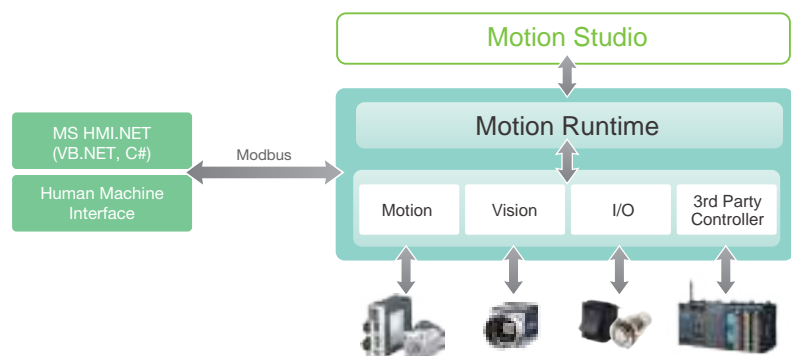 Motion Studio
Motion Runtime
MS HMI.NET
(VB.NET, C#)
Modbus
Human Machine
Interface
Motion
Vision
I/O
3rd Party
Controller